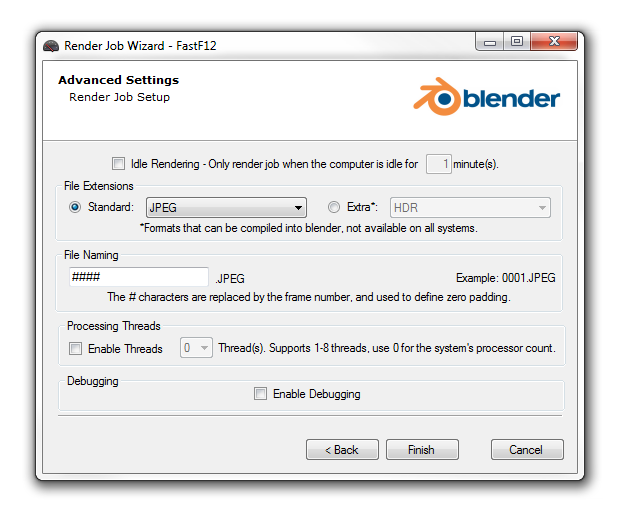 Render Job Wizard - FastF12
Advanced Settings
Render Job Setup
blender
Idle Rendering - Only render job when the computer is idle for 1 minute(s).
File Extensions
Standard: JPEG Extra*: HDR
*Formats that can be compiled into blender, not available on all systems.
File Naming
#### .JPEG Example: 0001.JPEG
The # characters are replaced by the frame number, and used to define zero padding.
Processing Threads
Enable Threads 0 Thread(s). Supports 1-8 threads, use 0 for the system's processor count.
Debugging
Enable Debugging
< Back Finish Cancel